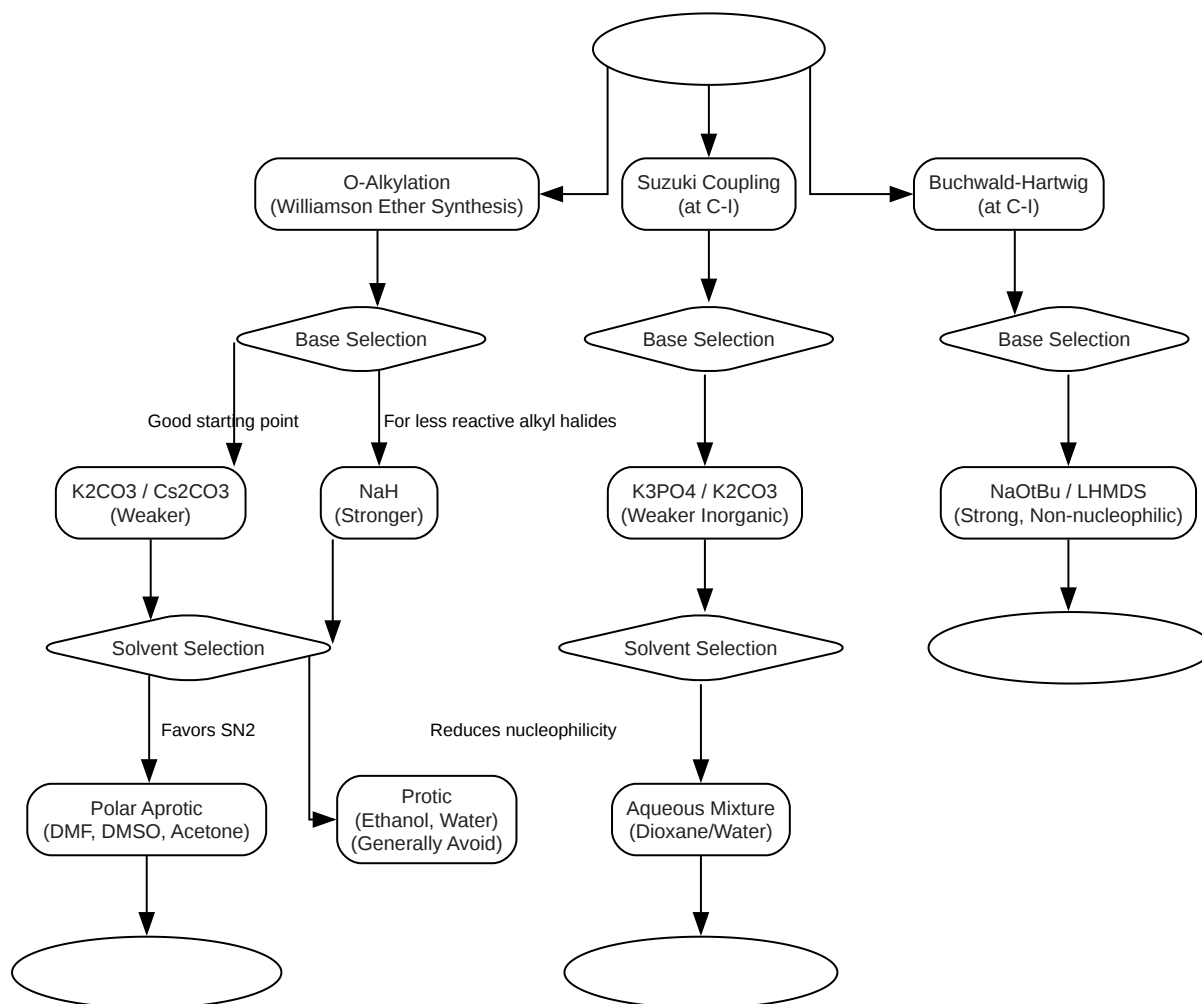 O-Alkylation
(Williamson Ether Synthesis)
Suzuki Coupling
(at C-I)
Buchwald-Hartwig
(at C-I)
Base Selection
Base Selection
Base Selection
Good starting point
For less reactive alkyl halides
K2CO3 / Cs2CO3
(Weaker)
NaH
(Stronger)
K3PO4 / K2CO3
(Weaker Inorganic)
NaOtBu / LHMDS
(Strong, Non-nucleophilic)
Solvent Selection
Solvent Selection
Favors SN2
Reduces nucleophilicity
Polar Aprotic
(DMF, DMSO, Acetone)
Protic
(Ethanol, Water)
(Generally Avoid)
Aqueous Mixture
(Dioxane/Water)